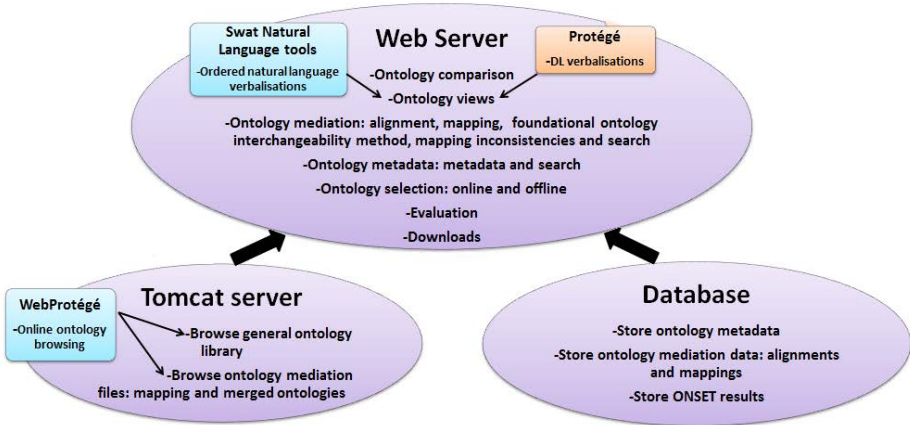 Swat Natural
Language tools
-Ordered natural language
verbalisations
Web Server
Protégé
-DL verbalisations
-Ontology comparison
-Ontology views
-Ontology mediation: alignment, mapping, foundational ontology
interchangeability method, mapping inconsistencies and search
-Ontology metadata: metadata and search
-Ontology selection: online and offline
-Evaluation
-Downloads
Tomcat server
WebProtégé
-Online ontology
browsing
-Browse general ontology
library
-Browse ontology mediation
files: mapping and merged ontologies
Database
-Store ontology metadata
-Store ontology mediation data: alignments
and mappings
-Store ONSET results